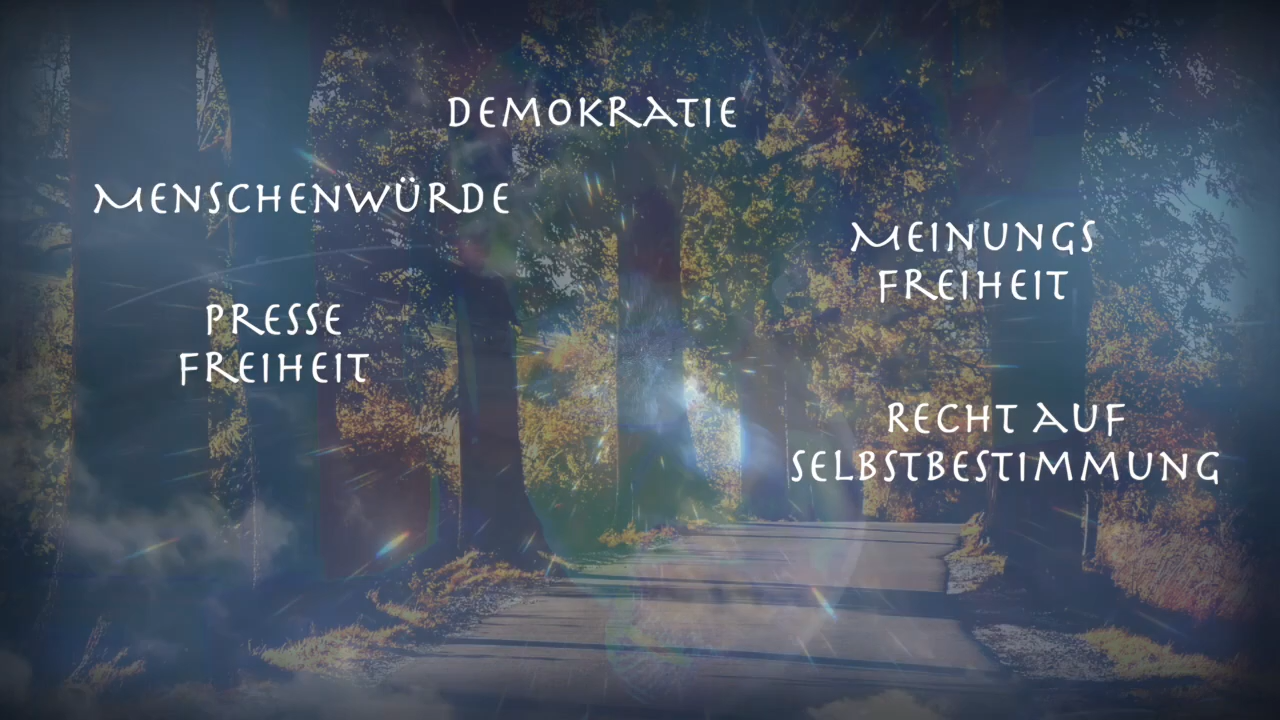 DEMOKRATIE
MENSCHENWÜRDE
MEINUNGS
FREIHEIT
PRESSE
FREIHEIT
RECHT AUF
SELBSTBESTIMMUNG